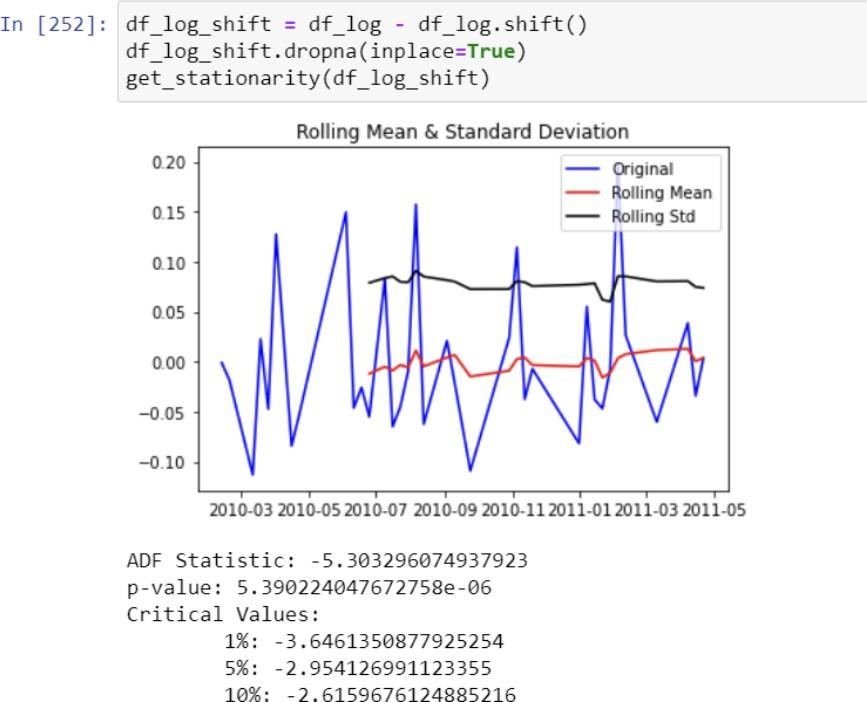 In [252]: df_log_shift = df_log - df_log.shift()
df_log_shift.dropna(inplace=True)
get_stationarity(df_log_shift)
Rolling Mean & Standard Deviation
Original
Rolling Mean
Rolling Std
0.20
0.15
0.10
0.05
0.00
−0.05
−0.10
2010-03 2010-05 2010-07 2010-09 2010-11 2011-01 2011-03 2011-05
ADF Statistic: -5.303296074937923
p-value: 5.390224047672758e-06
Critical Values:
1%: -3.6461350877925254
5%: -2.954126991123355
10%: -2.6159676124885216